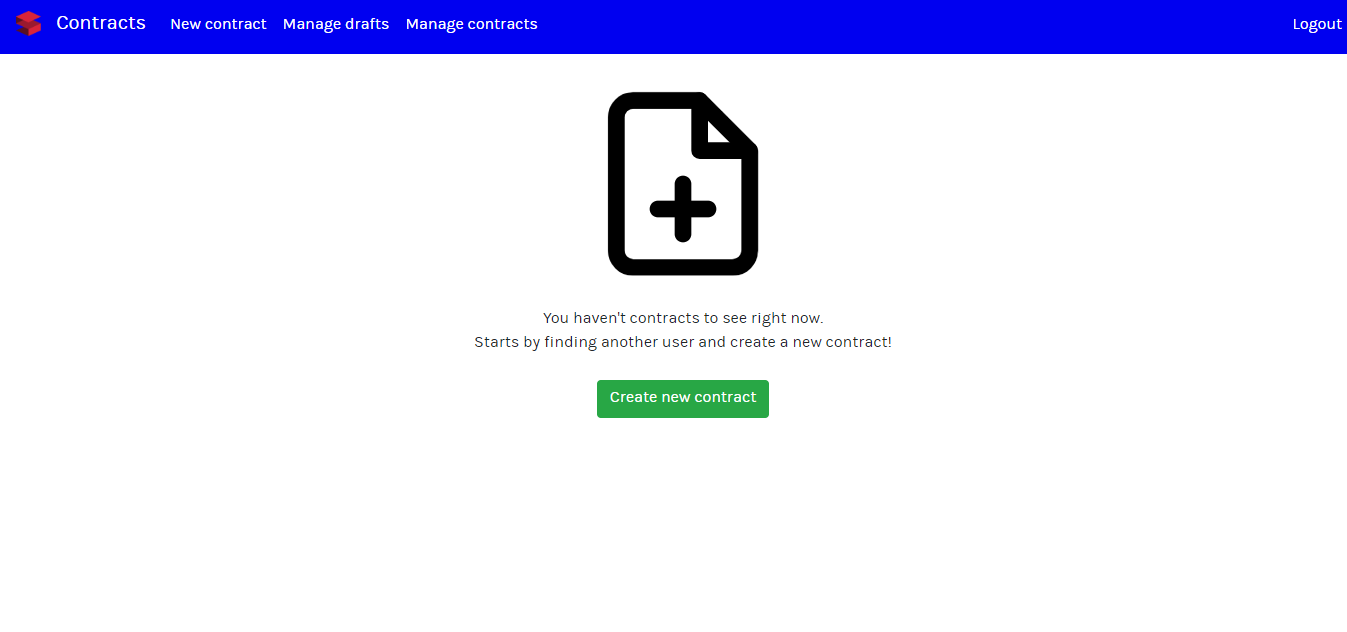 Contracts New contract Manage drafts Manage contracts Logout
You haven't contracts to see right now.
Starts by finding another user and create a new contract!
Create new contract